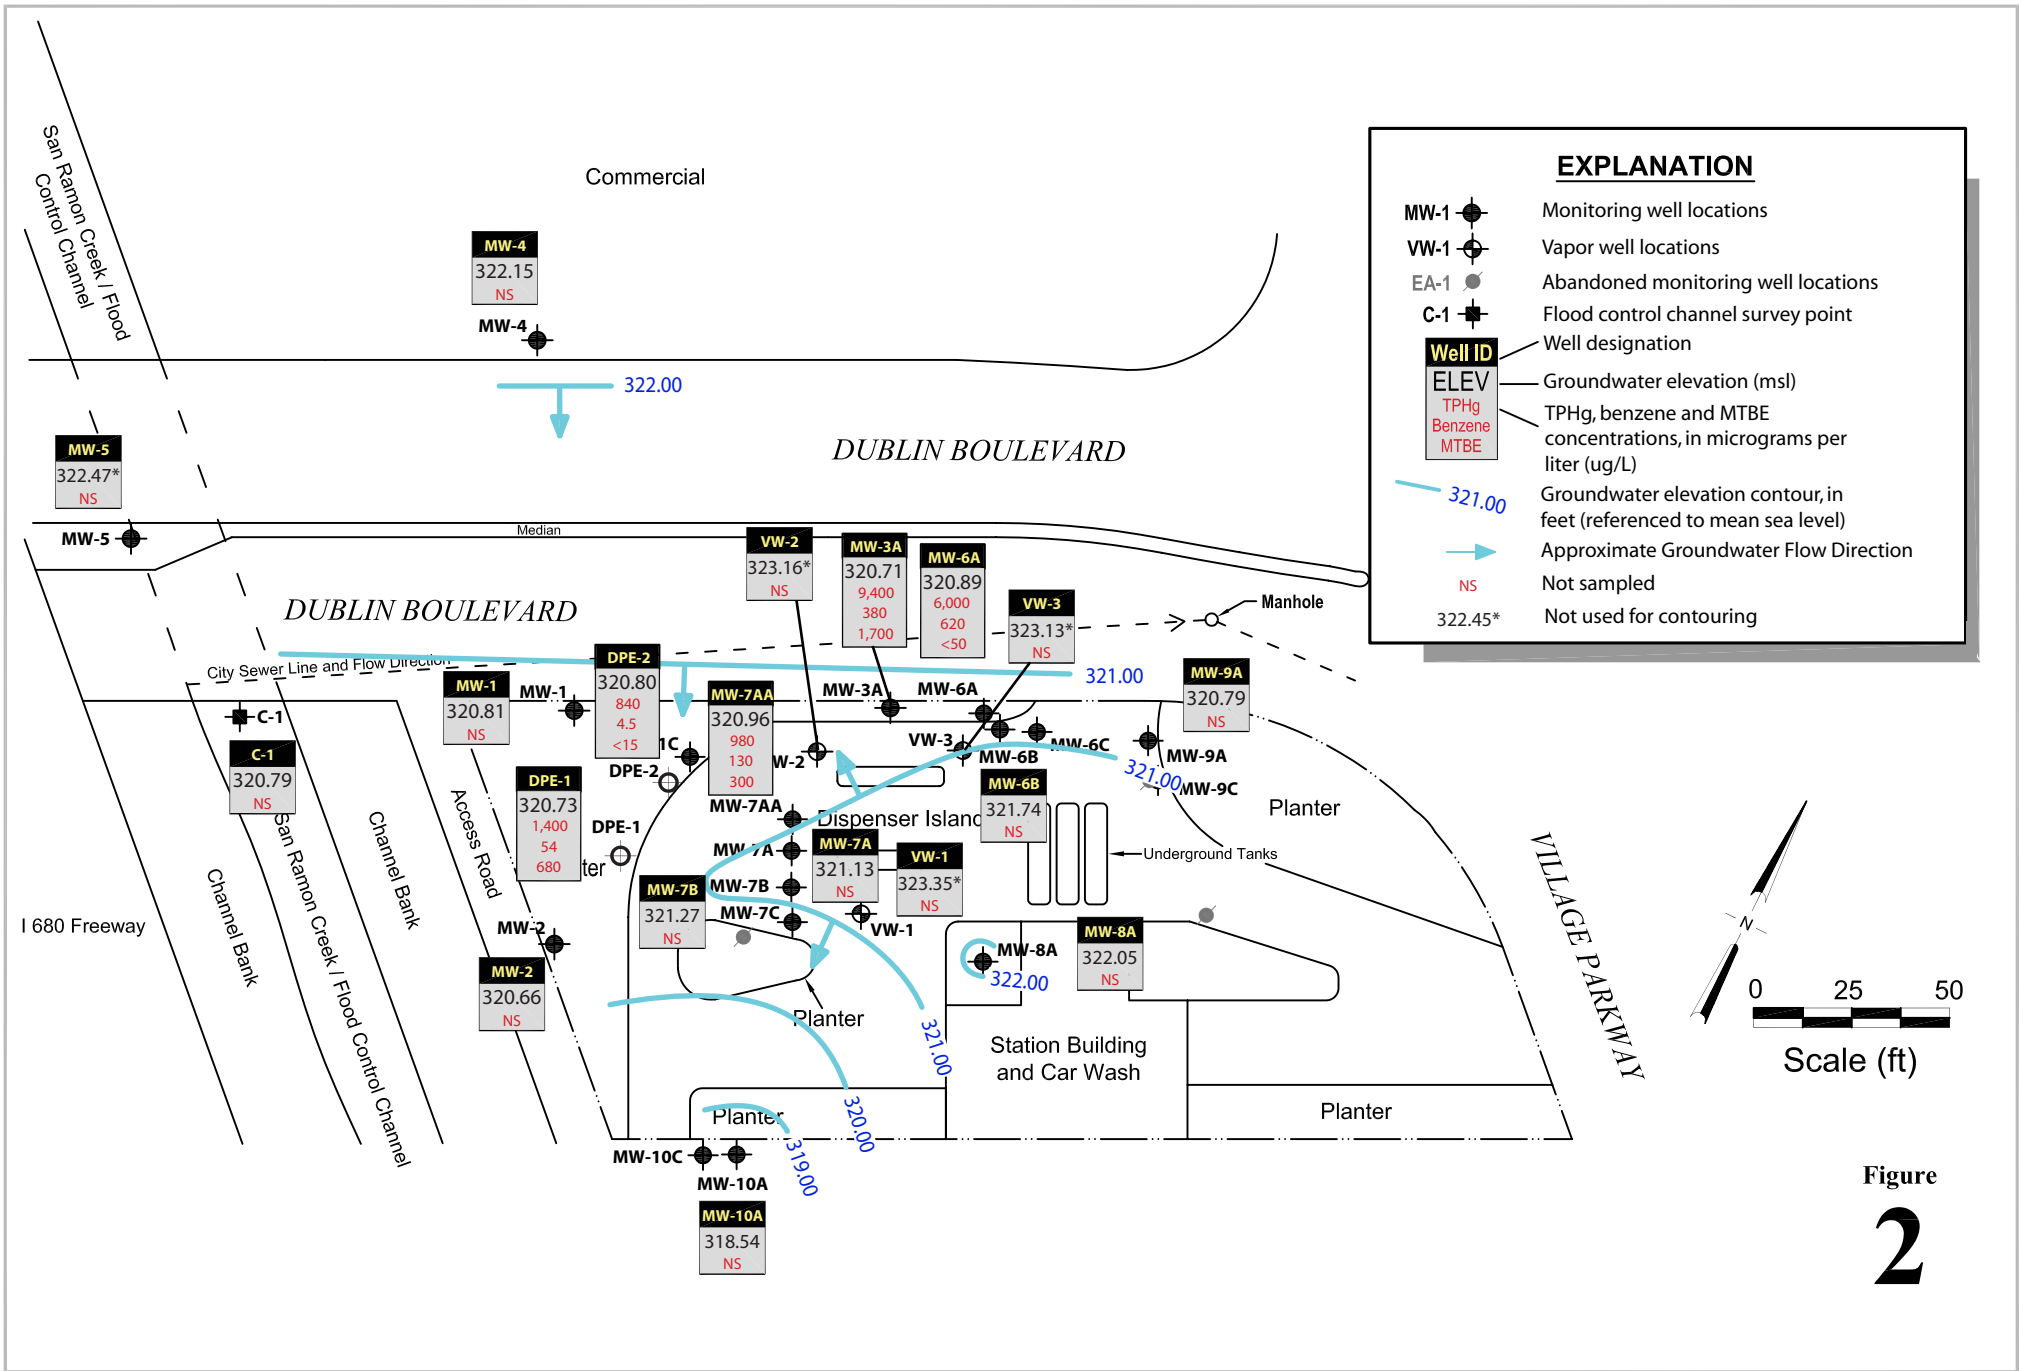 San Ramon Creek / Flood
Control Channel
Commercial
MW-4
322.15
NS
MW-4
322.00
DUBLIN BOULEVARD
MW-5
322.47*
NS
MW-5
Median
DUBLIN BOULEVARD
City Sewer Line and Flow Direction
VW-2
323.16*
NS
MW-3A
320.71
9,400
380
1,700
MW-6A
320.89
6,000
620
<50
VW-3
323.13*
NS
Manhole
321.00
MW-9A
320.79
NS
C-1
C-1
320.79
NS
MW-1
320.81
NS
MW-1
DPE-2
320.80
840
4.5
<15
1C
DPE-2
MW-7AA
320.96
980
130
300
W-2
MW-3A
MW-6A
VW-3
MW-6B
MW-6C
MW-9A
MW-9C
321.00
DPE-1
320.73
1,400
54
680
DPE-1
ter
MW-7AA
Dispenser Islanc
MW-6B
321.74
NS
Planter
Underground Tanks
MW-7A
MW-7A
321.13
NS
VW-1
323.35*
NS
MW-7B
321.27
NS
MW-7B
MW-7C
VW-1
MW-8A
322.00
MW-8A
322.05
NS
I 680 Freeway
Channel Bank
San Ramon Creek / Flood Control Channel
Channel Bank
Access Road
MW-2
MW-2
320.66
NS
Planter
321.00
320.00
319.00
Planter
Station Building
and Car Wash
Planter
VILLAGE PARKWAY
MW-10C
MW-10A
MW-10A
318.54
NS
EXPLANATION
MW-1 Monitoring well locations
VW-1 Vapor well locations
EA-1 Abandoned monitoring well locations
C-1 Flood control channel survey point
Well ID Well designation
ELEV Groundwater elevation (msl)
TPHg
Benzene
MTBE
TPHg, benzene and MTBE
concentrations, in micrograms per
liter (ug/L)
321.00 Groundwater elevation contour, in
feet (referenced to mean sea level)
Approximate Groundwater Flow Direction
NS Not sampled
322.45* Not used for contouring
N
0 25 50
Scale (ft)
Figure
2